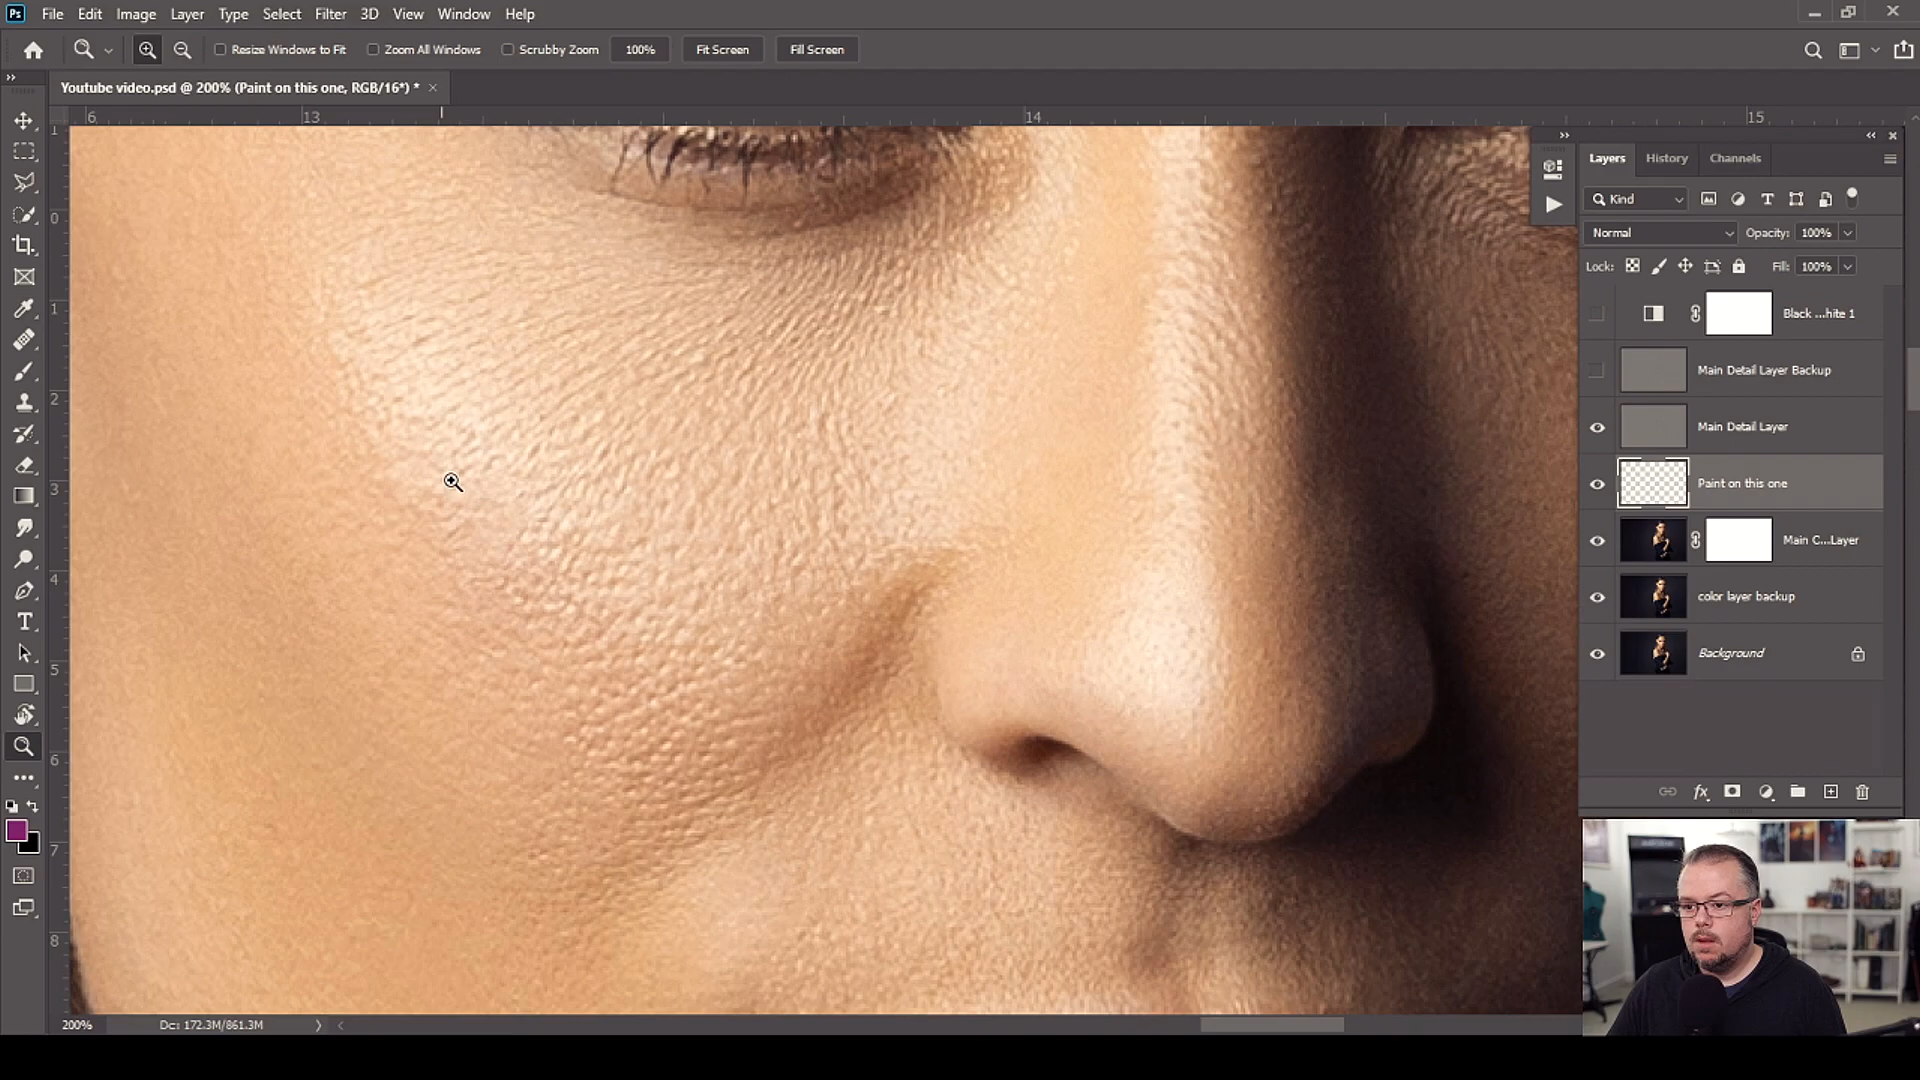 Ps File Edit Image Layer Type Select Filter 3D View Window Help
Resize Windows to Fit Zoom All Windows Scrubby Zoom 100% Fit Screen Fill Screen
Youtube video.psd @ 200% (Paint on this one, RGB/16*) * ×
6 13 14 15
1
0
1
2
3
4
5
6
7
8
Layers History Channels
Kind
Normal Opacity: 100%
Lock: Fill: 100%
Black ...hite 1
Main Detail Layer Backup
Main Detail Layer
Paint on this one
Main C...Layer
color layer backup
Background
fx
200% Doc: 172.3M/861.3M